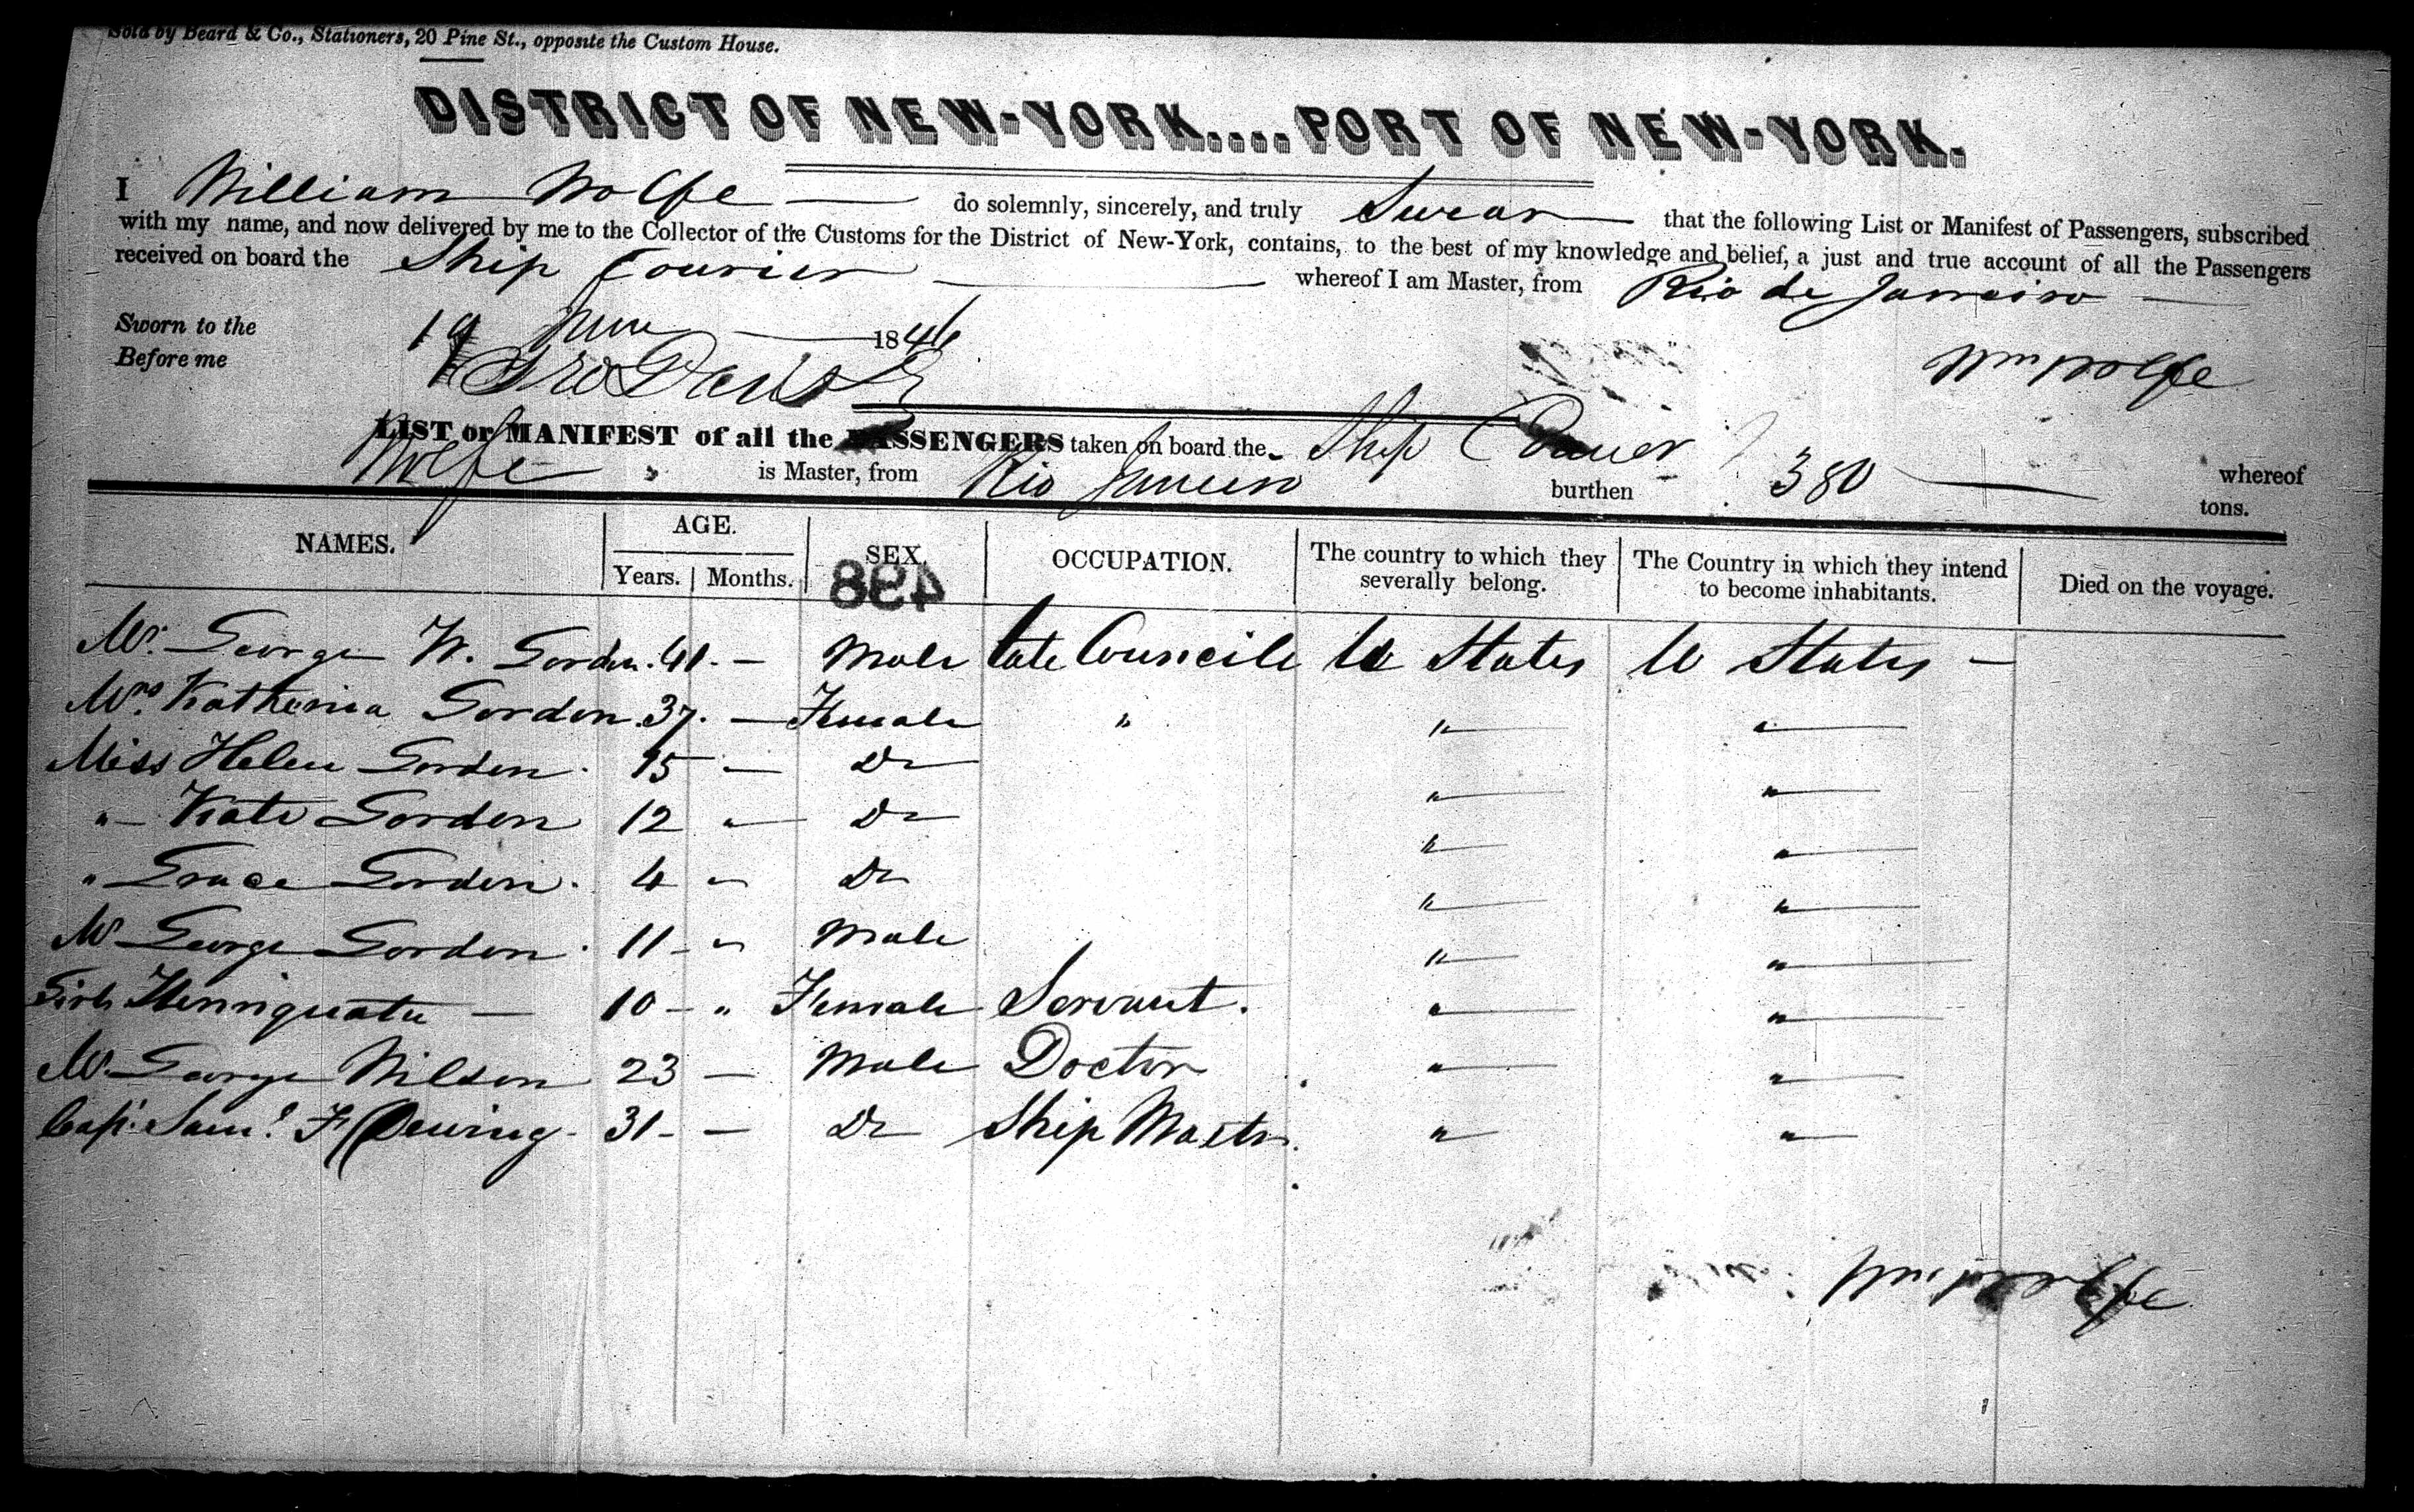 Sold by Beard & Co., Stationers, 20 Pine St., opposite the Custom House.
DISTRICT OF NEW-YORK....PORT OF NEW-YORK.
I William Wolfe — do solemnly, sincerely, and truly Swear — that the following List or Manifest of Passengers, subscribed
with my name, and now delivered by me to the Collector of the Customs for the District of New-York, contains, to the best of my knowledge and belief, a just and true account of all the Passengers
received on board the Ship Courier — whereof I am Master, from Rio de Janeiro —
Sworn to the 19 June — 1846
Before me Geo Davis Wm Wolfe
LIST or MANIFEST of all the PASSENGERS taken on board the Ship Courier whereof
Wolfe is Master, from Rio Janeiro burthen 380 — tons.
NAMES. AGE. SEX. OCCUPATION. The country to which they severally belong. The Country in which they intend to become inhabitants. Died on the voyage.
Years. Months. 498
Mr. George W. Gordon. 41. — Male late Councile U States U States —
Mrs. Katherina Gordon. 37. — Female " " — " —
Miss Helen Gordon. 15 — Do " — " —
" — Kate Gordon 12 " — Do " — " —
" Grace Gordon. 4 " Do " — " —
Mr George Gordon. 11 — " Male " — " —
Girl Henriquata — 10 — " Female Servant. " — " —
Mr. George Wilson 23 — Male Doctor " — " —
Capt. Saml. F Dewing. 31 — — Do Ship Mastr. " — " —
Wm Wolfe